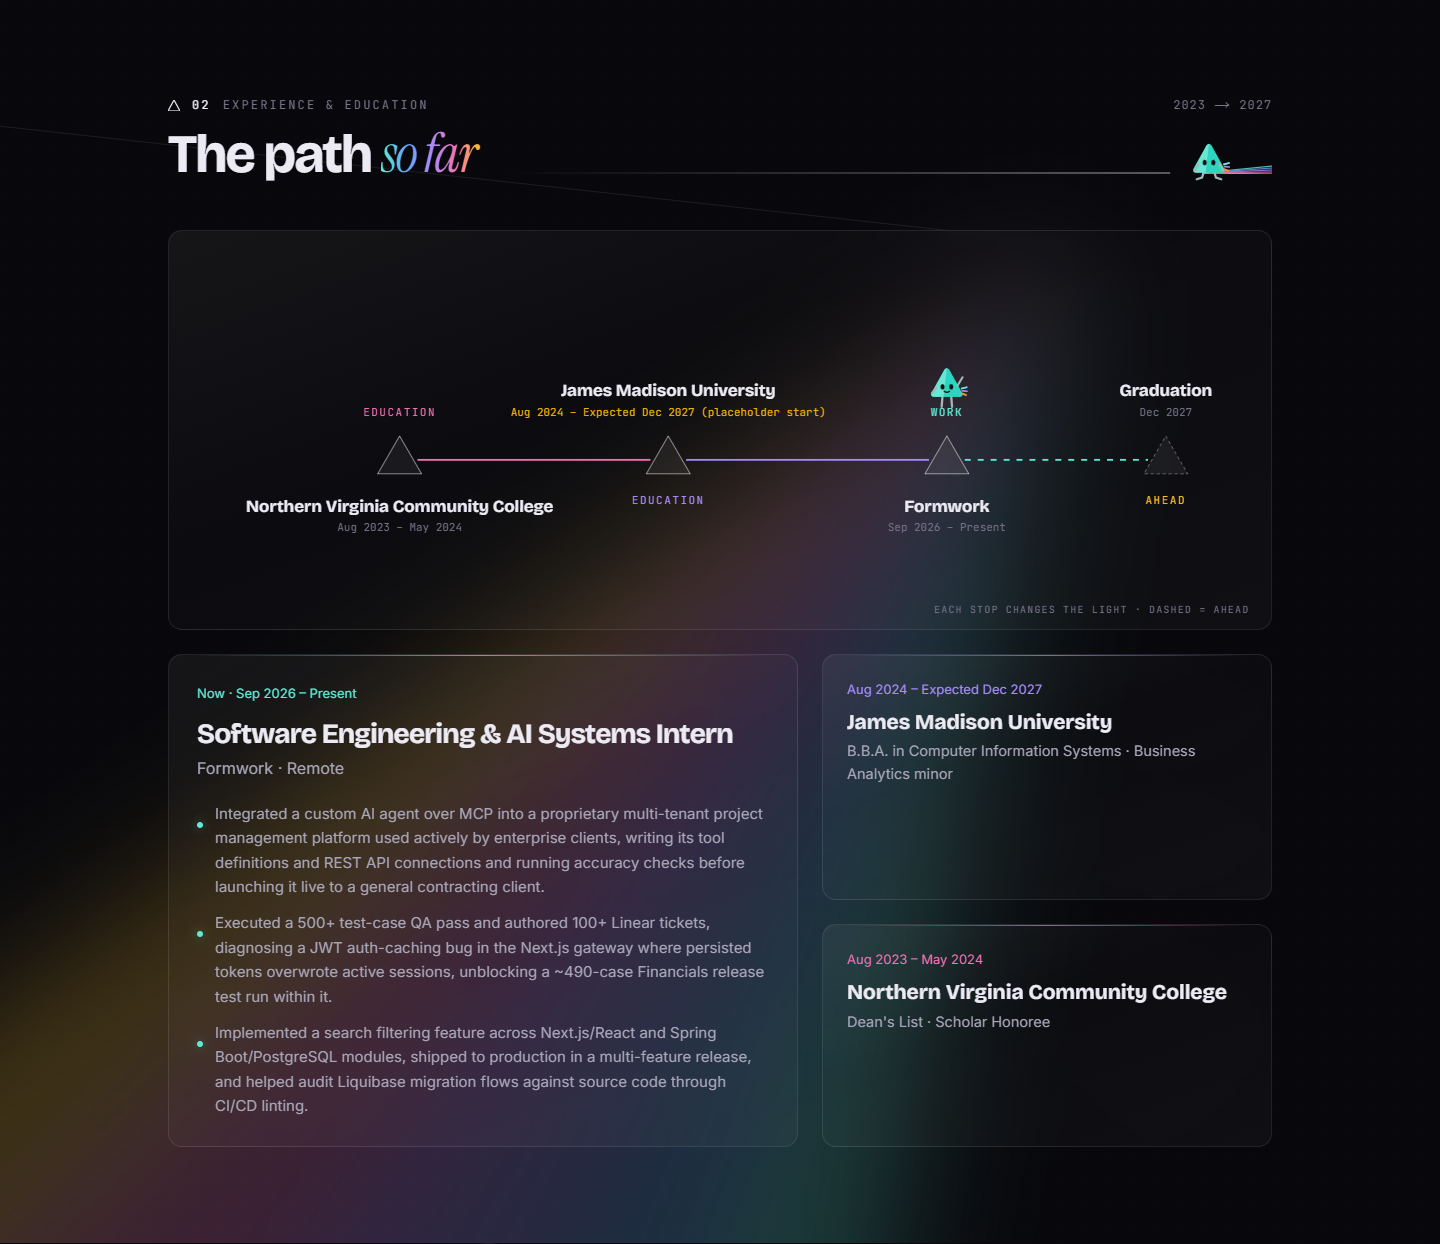 02 EXPERIENCE & EDUCATION
2023 → 2027
The path so far
James Madison University
Graduation
EDUCATION
Aug 2024 – Expected Dec 2027 (placeholder start)
WORK
Dec 2027
EDUCATION
AHEAD
Northern Virginia Community College
Formwork
Aug 2023 – May 2024
Sep 2026 – Present
EACH STOP CHANGES THE LIGHT · DASHED = AHEAD
Now · Sep 2026 – Present
Software Engineering & AI Systems Intern
Formwork · Remote
Integrated a custom AI agent over MCP into a proprietary multi-tenant project
management platform used actively by enterprise clients, writing its tool
definitions and REST API connections and running accuracy checks before
launching it live to a general contracting client.
Executed a 500+ test-case QA pass and authored 100+ Linear tickets,
diagnosing a JWT auth-caching bug in the Next.js gateway where persisted
tokens overwrote active sessions, unblocking a ~490-case Financials release
test run within it.
Implemented a search filtering feature across Next.js/React and Spring
Boot/PostgreSQL modules, shipped to production in a multi-feature release,
and helped audit Liquibase migration flows against source code through
CI/CD linting.
Aug 2024 – Expected Dec 2027
James Madison University
B.B.A. in Computer Information Systems · Business
Analytics minor
Aug 2023 – May 2024
Northern Virginia Community College
Dean's List · Scholar Honoree